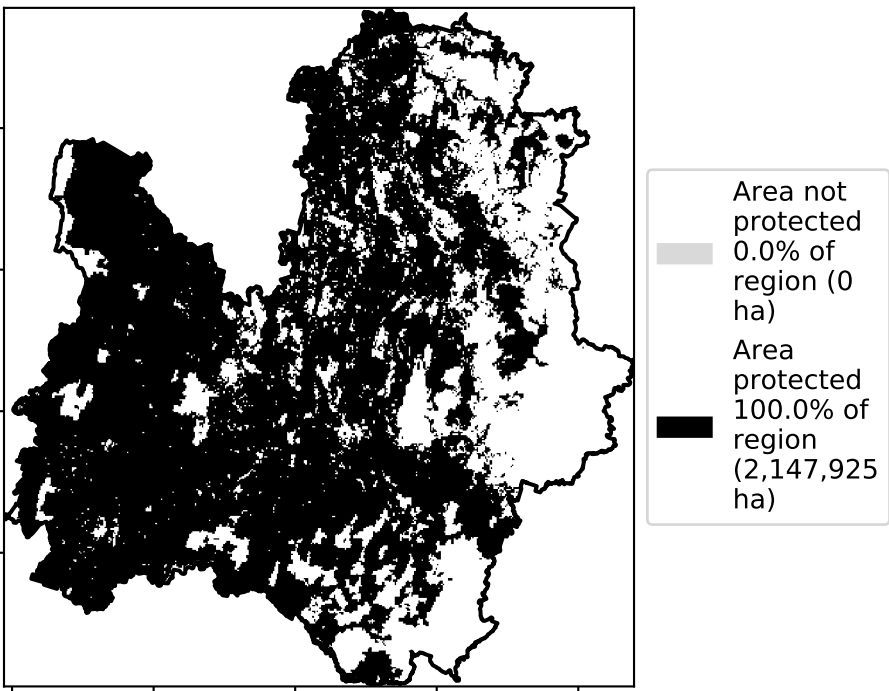 Area not
protected
0.0% of
region (0
ha)
Area
protected
100.0% of
region
(2,147,925
ha)